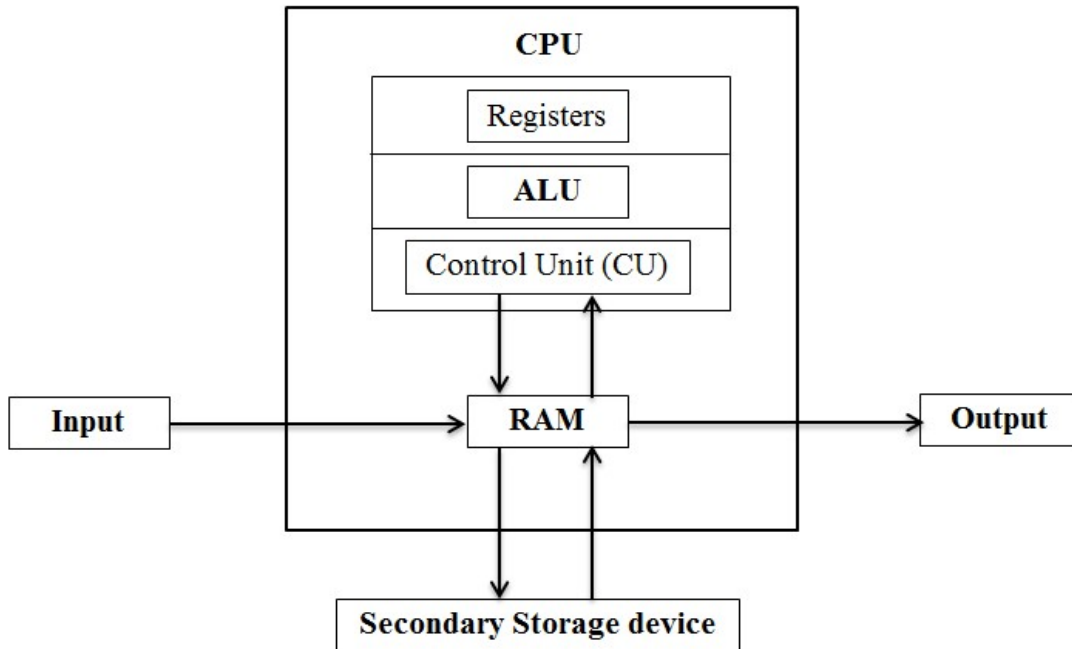 CPU
Registers
ALU
Control Unit (CU)
Input
RAM
Output
Secondary Storage device